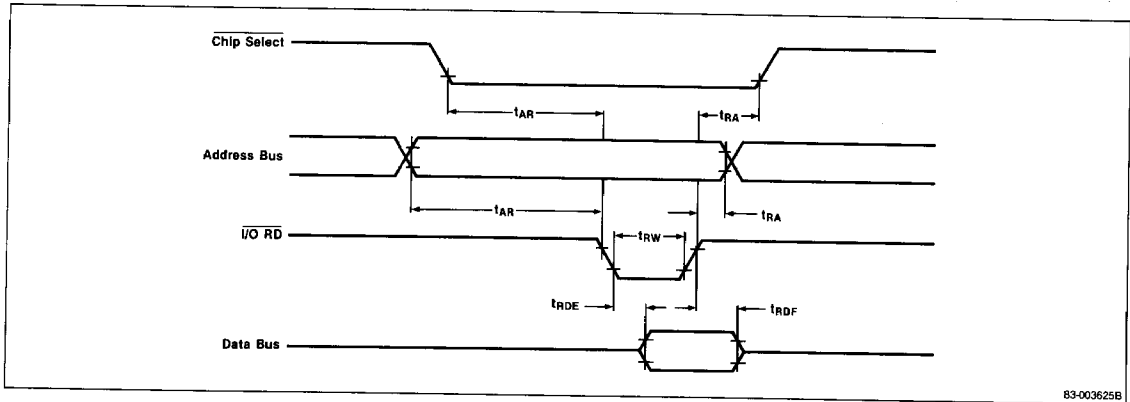 Chip Select
tAR
tRA
Address Bus
tAR
tRA
I/O RD
tRW
tRDE
tRDF
Data Bus
83-003625B